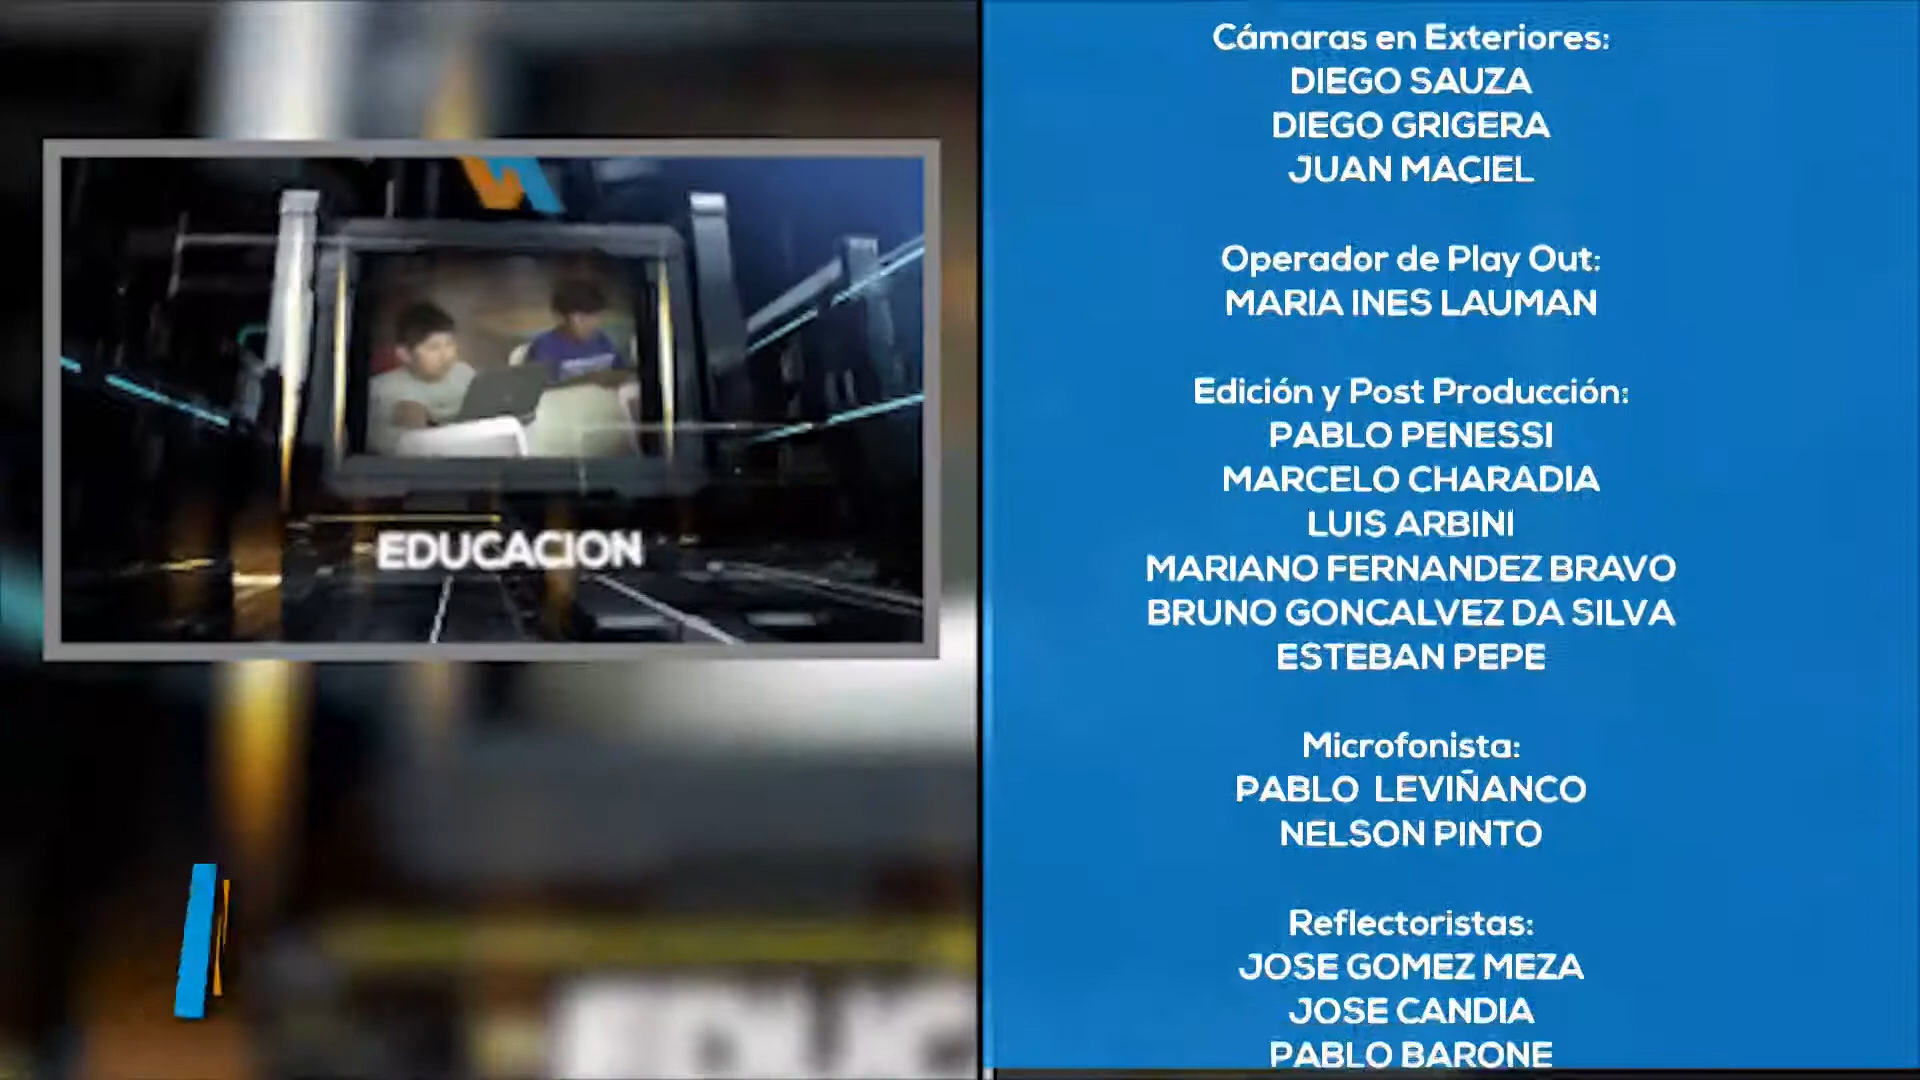 EDUCACION
Cámaras en Exteriores:
DIEGO SAUZA
DIEGO GRIGERA
JUAN MACIEL
Operador de Play Out:
MARIA INES LAUMAN
Edición y Post Producción:
PABLO PENESSI
MARCELO CHARADIA
LUIS ARBINI
MARIANO FERNANDEZ BRAVO
BRUNO GONCALVEZ DA SILVA
ESTEBAN PEPE
Microfonista:
PABLO LEVIÑANCO
NELSON PINTO
Reflectoristas:
JOSE GOMEZ MEZA
JOSE CANDIA
PABLO BARONE